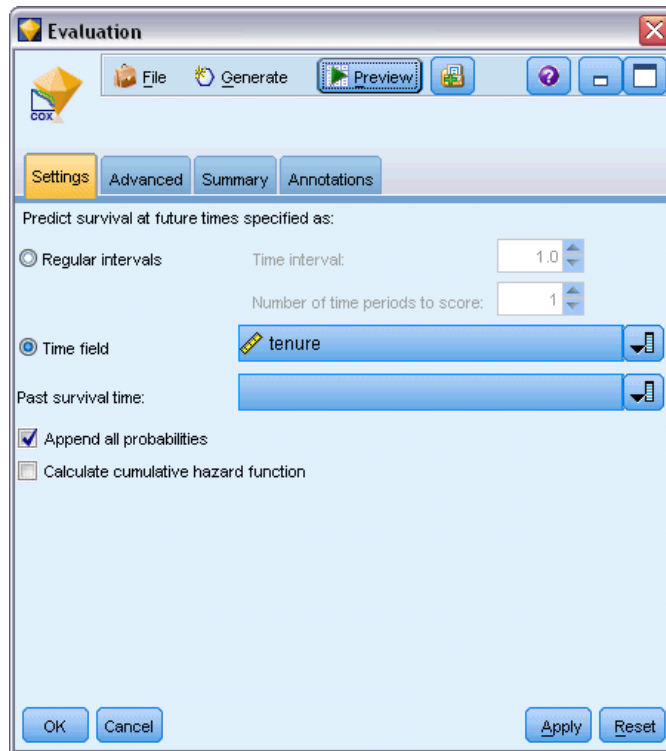 Evaluation
File Generate Preview
COX
Settings Advanced Summary Annotations
Predict survival at future times specified as:
Regular intervals Time interval: 1.0
Number of time periods to score: 1
Time field tenure
Past survival time:
Append all probabilities
Calculate cumulative hazard function
OK Cancel Apply Reset